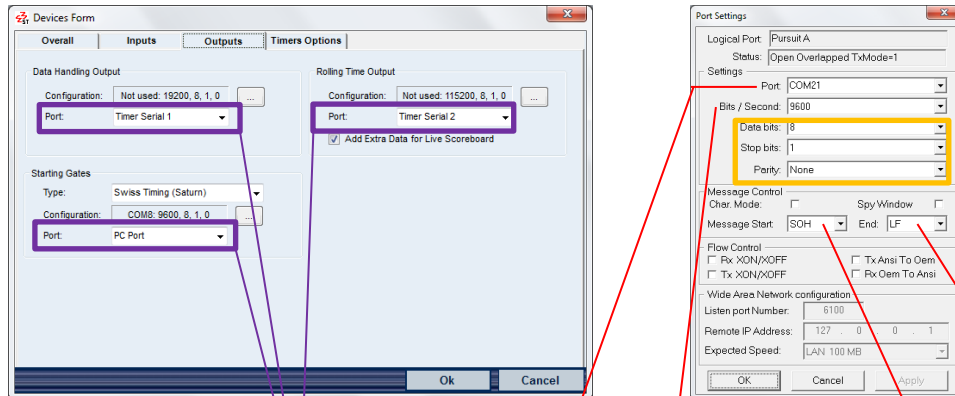 ST Devices Form
Overall Inputs Outputs Timers Options
Data Handling Output
Configuration: Not used: 19200, 8, 1, 0 ...
Port: Timer Serial 1
Rolling Time Output
Configuration: Not used: 115200, 8, 1, 0 ...
Port: Timer Serial 2
Add Extra Data for Live Scoreboard
Starting Gates
Type: Swiss Timing (Saturn)
Configuration: COM8: 9600, 8, 1, 0 ...
Port: PC Port
Ok Cancel
Port Settings
Logical Port: Pursuit A
Status: Open Overlapped TxMode=1
Settings
Port: COM21
Bits / Second: 9600
Data bits: 8
Stop bits: 1
Parity: None
Message Control
Char. Mode: Spy Window
Message Start: SOH End: LF
Flow Control
Rx XON/XOFF Tx Ansi To Oem
Tx XON/XOFF Rx Oem To Ansi
Wide Area Network configuration
Listen port Number: 6100
Remote IP Address: 127 . 0 . 0 . 1
Expected Speed: LAN 100 MB
OK Cancel Apply